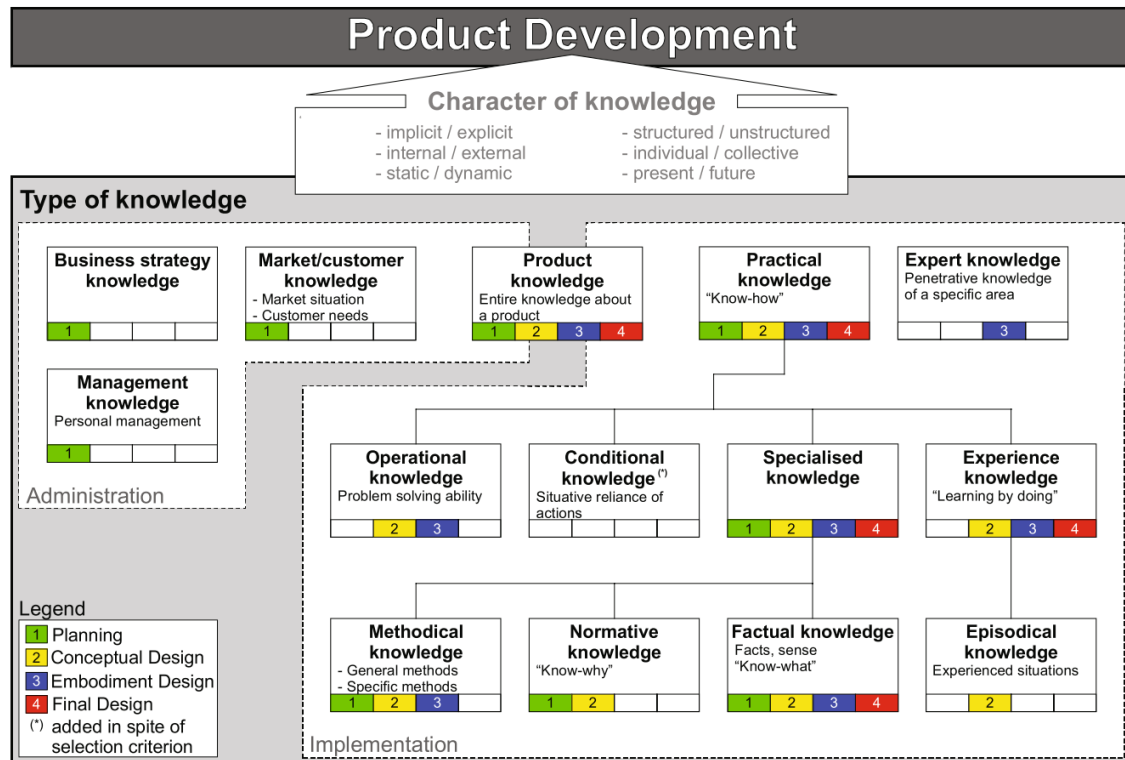 Product Development
Character of knowledge
- implicit / explicit
- internal / external
- static / dynamic
- structured / unstructured
- individual / collective
- present / future
Type of knowledge
Business strategy
knowledge
1
Market/customer
knowledge
- Market situation
- Customer needs
1
Product
knowledge
Entire knowledge about
a product
1 2 3 4
Practical
knowledge
“Know-how”
1 2 3 4
Expert knowledge
Penetrative knowledge
of a specific area
3
Management
knowledge
Personal management
1
Administration
Operational
knowledge
Problem solving ability
2 3
Conditional
knowledge (*)
Situative reliance of
actions
Specialised
knowledge
1 2 3 4
Experience
knowledge
“Learning by doing”
2 3 4
Methodical
knowledge
- General methods
- Specific methods
1 2 3
Normative
knowledge
“Know-why”
1 2
Factual knowledge
Facts, sense
“Know-what”
1 2 3 4
Episodical
knowledge
Experienced situations
2
Implementation
Legend
1 Planning
2 Conceptual Design
3 Embodiment Design
4 Final Design
(*) added in spite of
selection criterion